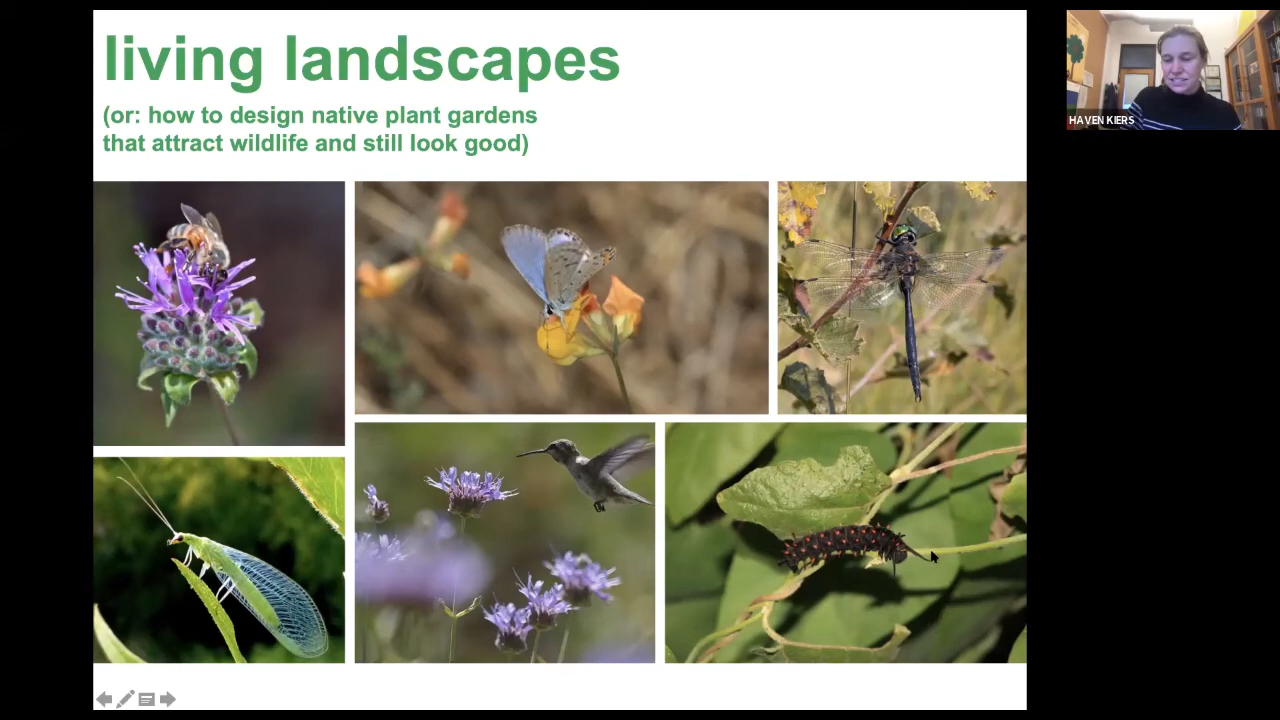 living landscapes
(or: how to design native plant gardens
that attract wildlife and still look good)
HAVEN KIERS